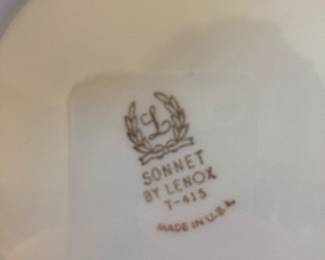 L
SONNET
BY LENOX
T-415
MADE IN U.S.A.